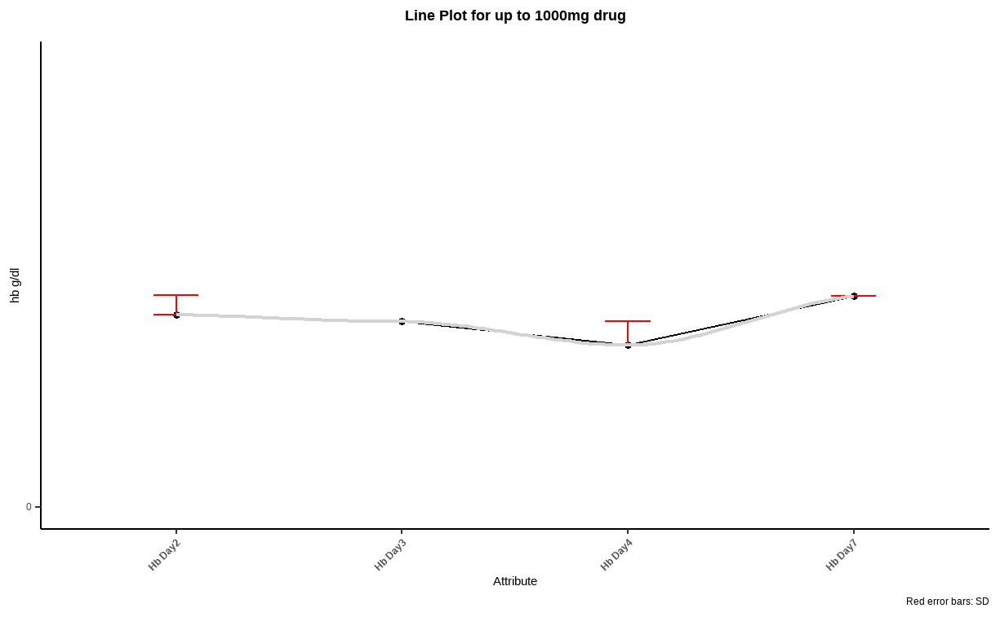 Line Plot for up to 1000mg drug
hb g/dl
0
Hb Day2
Hb Day3
Hb Day4
Hb Day7
Attribute
Red error bars: SD